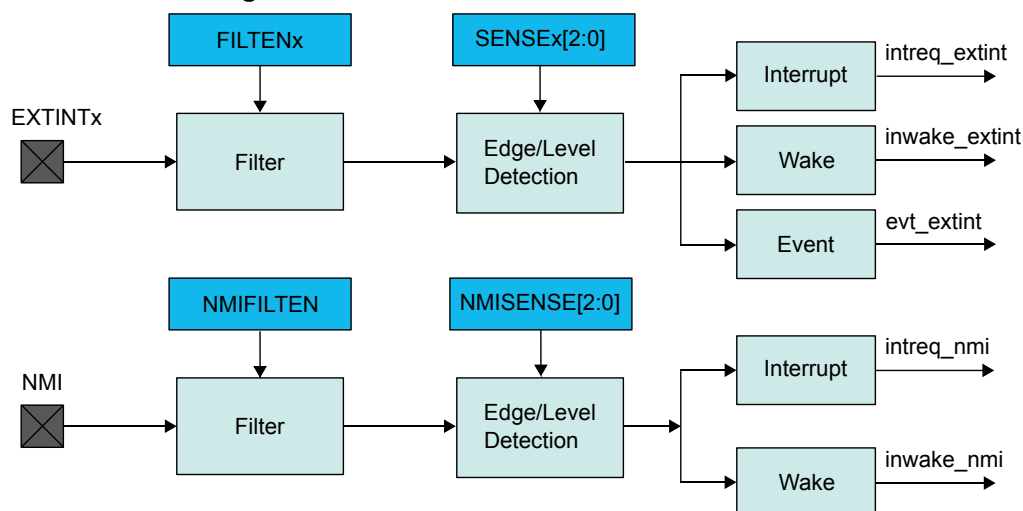 FILTENx
SENSEx[2:0]
intreq_extint
Interrupt
EXTINTx
Filter
Edge/Level
Detection
inwake_extint
Wake
evt_extint
Event
NMIFILTEN
NMISENSE[2:0]
intreq_nmi
Interrupt
NMI
Filter
Edge/Level
Detection
inwake_nmi
Wake